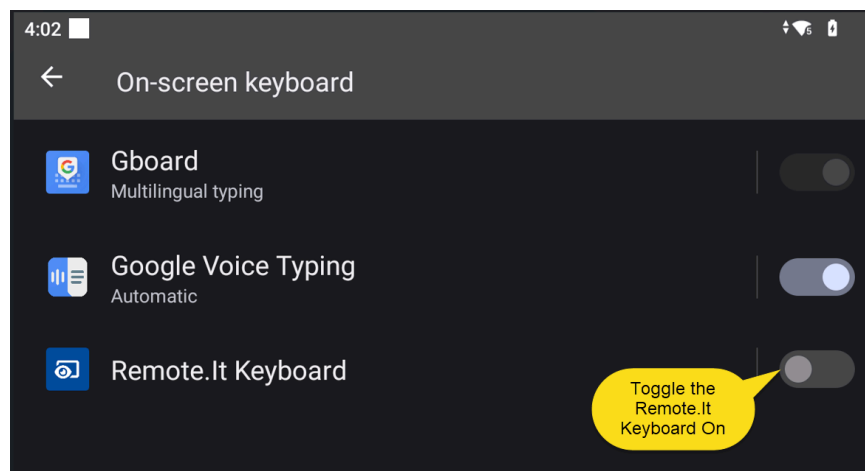 4:02
5
On-screen keyboard
G
Gboard
Multilingual typing
Google Voice Typing
Automatic
Remote.It Keyboard
Toggle the
Remote.It
Keyboard On